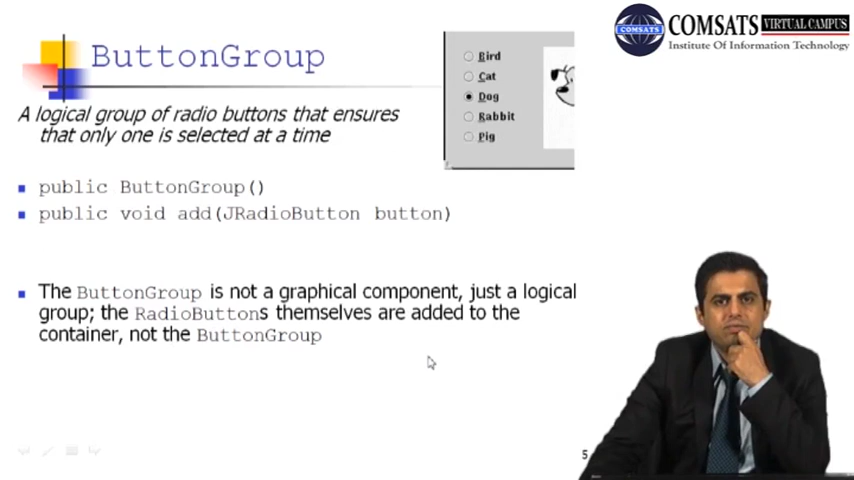 ButtonGroup
A logical group of radio buttons that ensures
that only one is selected at a time
public ButtonGroup()
public void add(JRadioButton button)
The ButtonGroup is not a graphical component, just a logical
group; the RadioButtons themselves are added to the
container, not the ButtonGroup
Bird
Cat
Dog
Rabbit
Pig
COMSATS
COMSATS VIRTUAL CAMPUS
Institute Of Information Technology
5